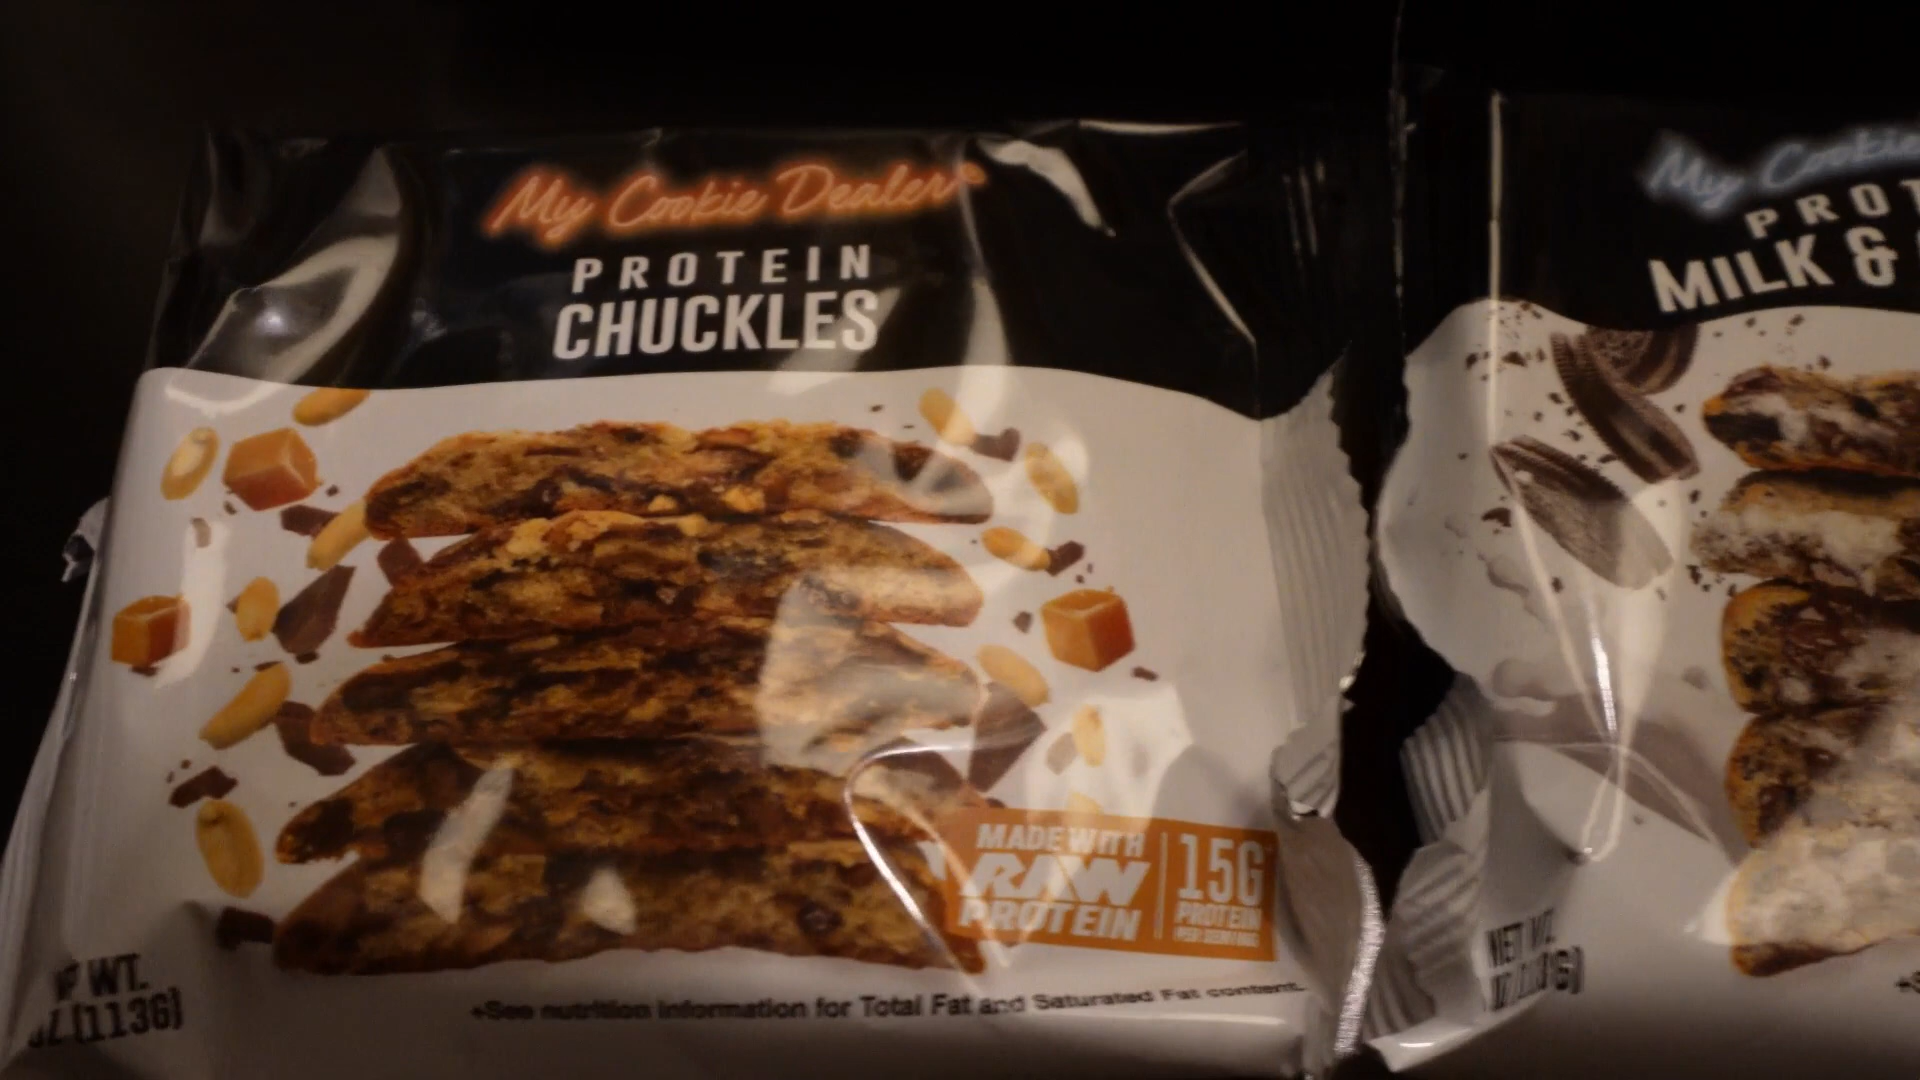 My Cookie Dealer
PROTEIN
CHUCKLES
MADE WITH
RAW
PROTEIN
15G
PROTEIN
PER SERVING
WT.
(113G)
+See nutrition information for Total Fat and Saturated Fat content.
My Cookie
PROT
MILK &
NET WT.